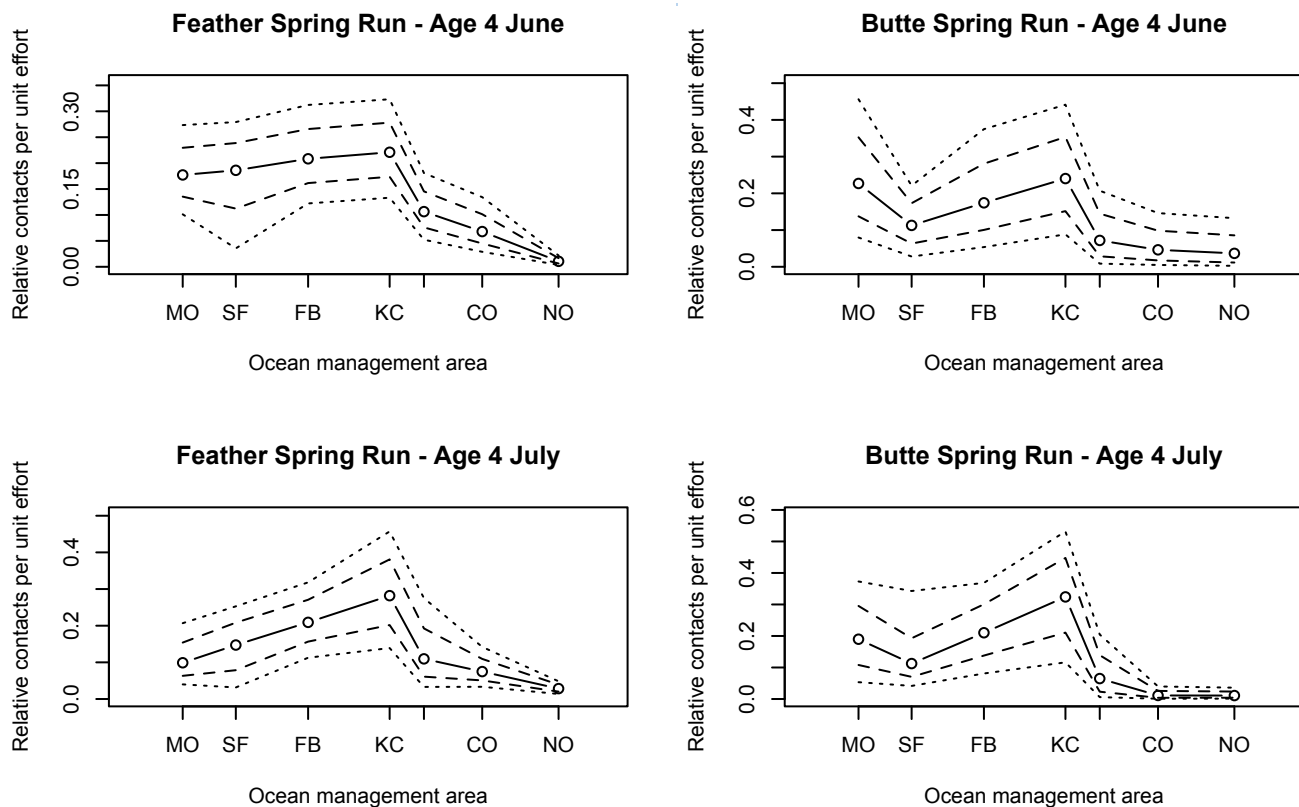 Feather Spring Run - Age 4 June
Relative contacts per unit effort
0.30
0.15
0.00
MO SF FB KC CO NO
Ocean management area
Butte Spring Run - Age 4 June
Relative contacts per unit effort
0.4
0.2
0.0
MO SF FB KC CO NO
Ocean management area
Feather Spring Run - Age 4 July
Relative contacts per unit effort
0.4
0.2
0.0
MO SF FB KC CO NO
Ocean management area
Butte Spring Run - Age 4 July
Relative contacts per unit effort
0.6
0.4
0.2
0.0
MO SF FB KC CO NO
Ocean management area